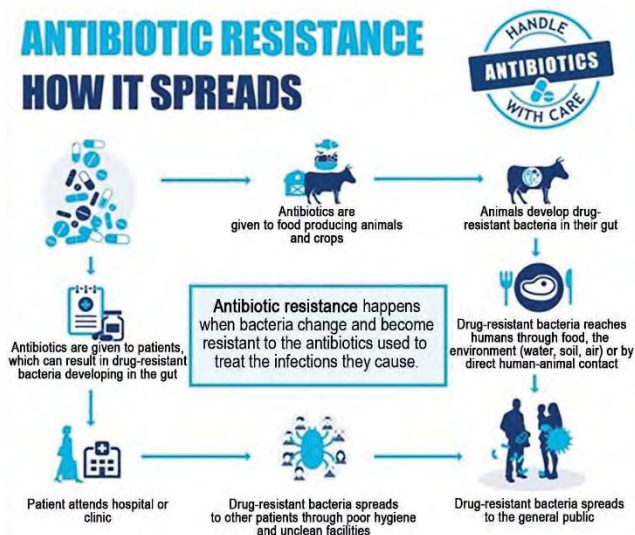 ANTIBIOTIC RESISTANCE
HOW IT SPREADS
HANDLE
ANTIBIOTICS
WITH CARE
Antibiotics are
given to food producing animals
and crops
Animals develop drug-
resistant bacteria in their gut
Antibiotics are given to patients,
which can result in drug-resistant
bacteria developing in the gut
Antibiotic resistance happens
when bacteria change and become
resistant to the antibiotics used to
treat the infections they cause.
Drug-resistant bacteria reaches
humans through food, the
environment (water, soil, air) or by
direct human-animal contact
Patient attends hospital or
clinic
Drug-resistant bacteria spreads
to other patients through poor hygiene
and unclean facilities
Drug-resistant bacteria spreads
to the general public